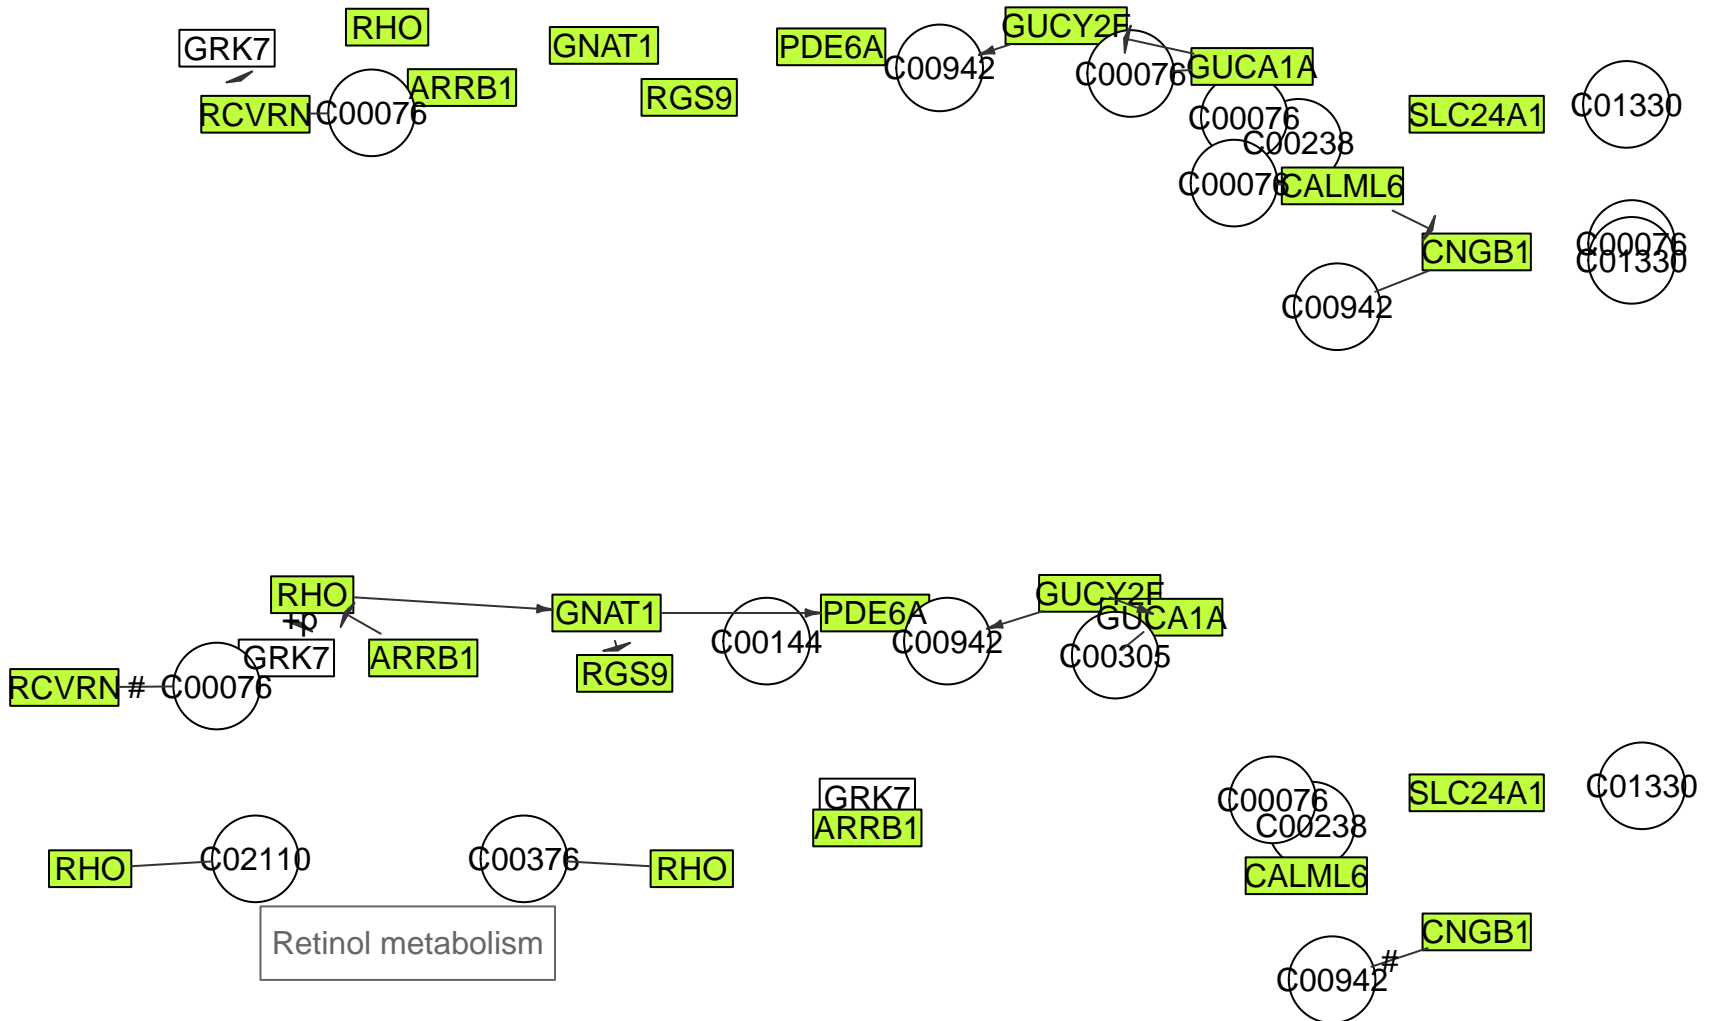 GRK7
RHO
GNAT1
PDE6A
C00942
GUCY2F
C00076
GUCA1A
RCVRN
C00076
ARRB1
RGS9
C00076
C00238
SLC24A1
C01330
C00076
CALML6
CNGB1
C00076
C01330
C00942
RHO
+p
GNAT1
PDE6A
GUCY2F
GUCA1A
GRK7
ARRB1
RGS9
C00144
C00942
C00305
RCVRN
#
C00076
GRK7
ARRB1
C00076
C00238
SLC24A1
C01330
RHO
C02110
C00376
RHO
CALML6
Retinol metabolism
CNGB1
#
C00942